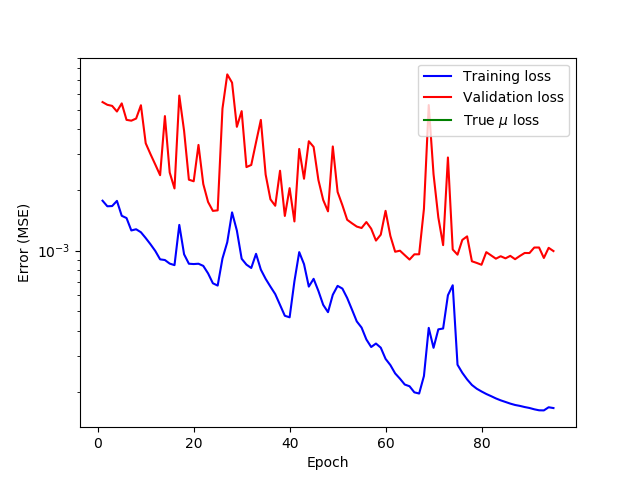 Training loss
Validation loss
True μ loss
Error (MSE)
10⁻³
0
20
40
60
80
Epoch